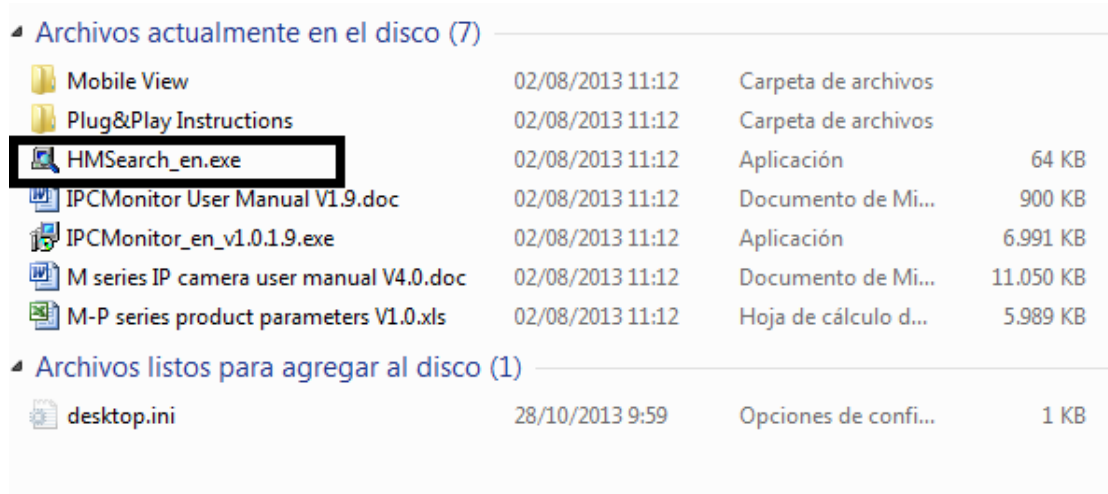 Archivos actualmente en el disco (7)
Mobile View 02/08/2013 11:12 Carpeta de archivos
Plug&Play Instructions 02/08/2013 11:12 Carpeta de archivos
HMSearch_en.exe 02/08/2013 11:12 Aplicación 64 KB
IPCMonitor User Manual V1.9.doc 02/08/2013 11:12 Documento de Mi... 900 KB
IPCMonitor_en_v1.0.1.9.exe 02/08/2013 11:12 Aplicación 6.991 KB
M series IP camera user manual V4.0.doc 02/08/2013 11:12 Documento de Mi... 11.050 KB
M-P series product parameters V1.0.xls 02/08/2013 11:12 Hoja de cálculo d... 5.989 KB
Archivos listos para agregar al disco (1)
desktop.ini 28/10/2013 9:59 Opciones de confi... 1 KB